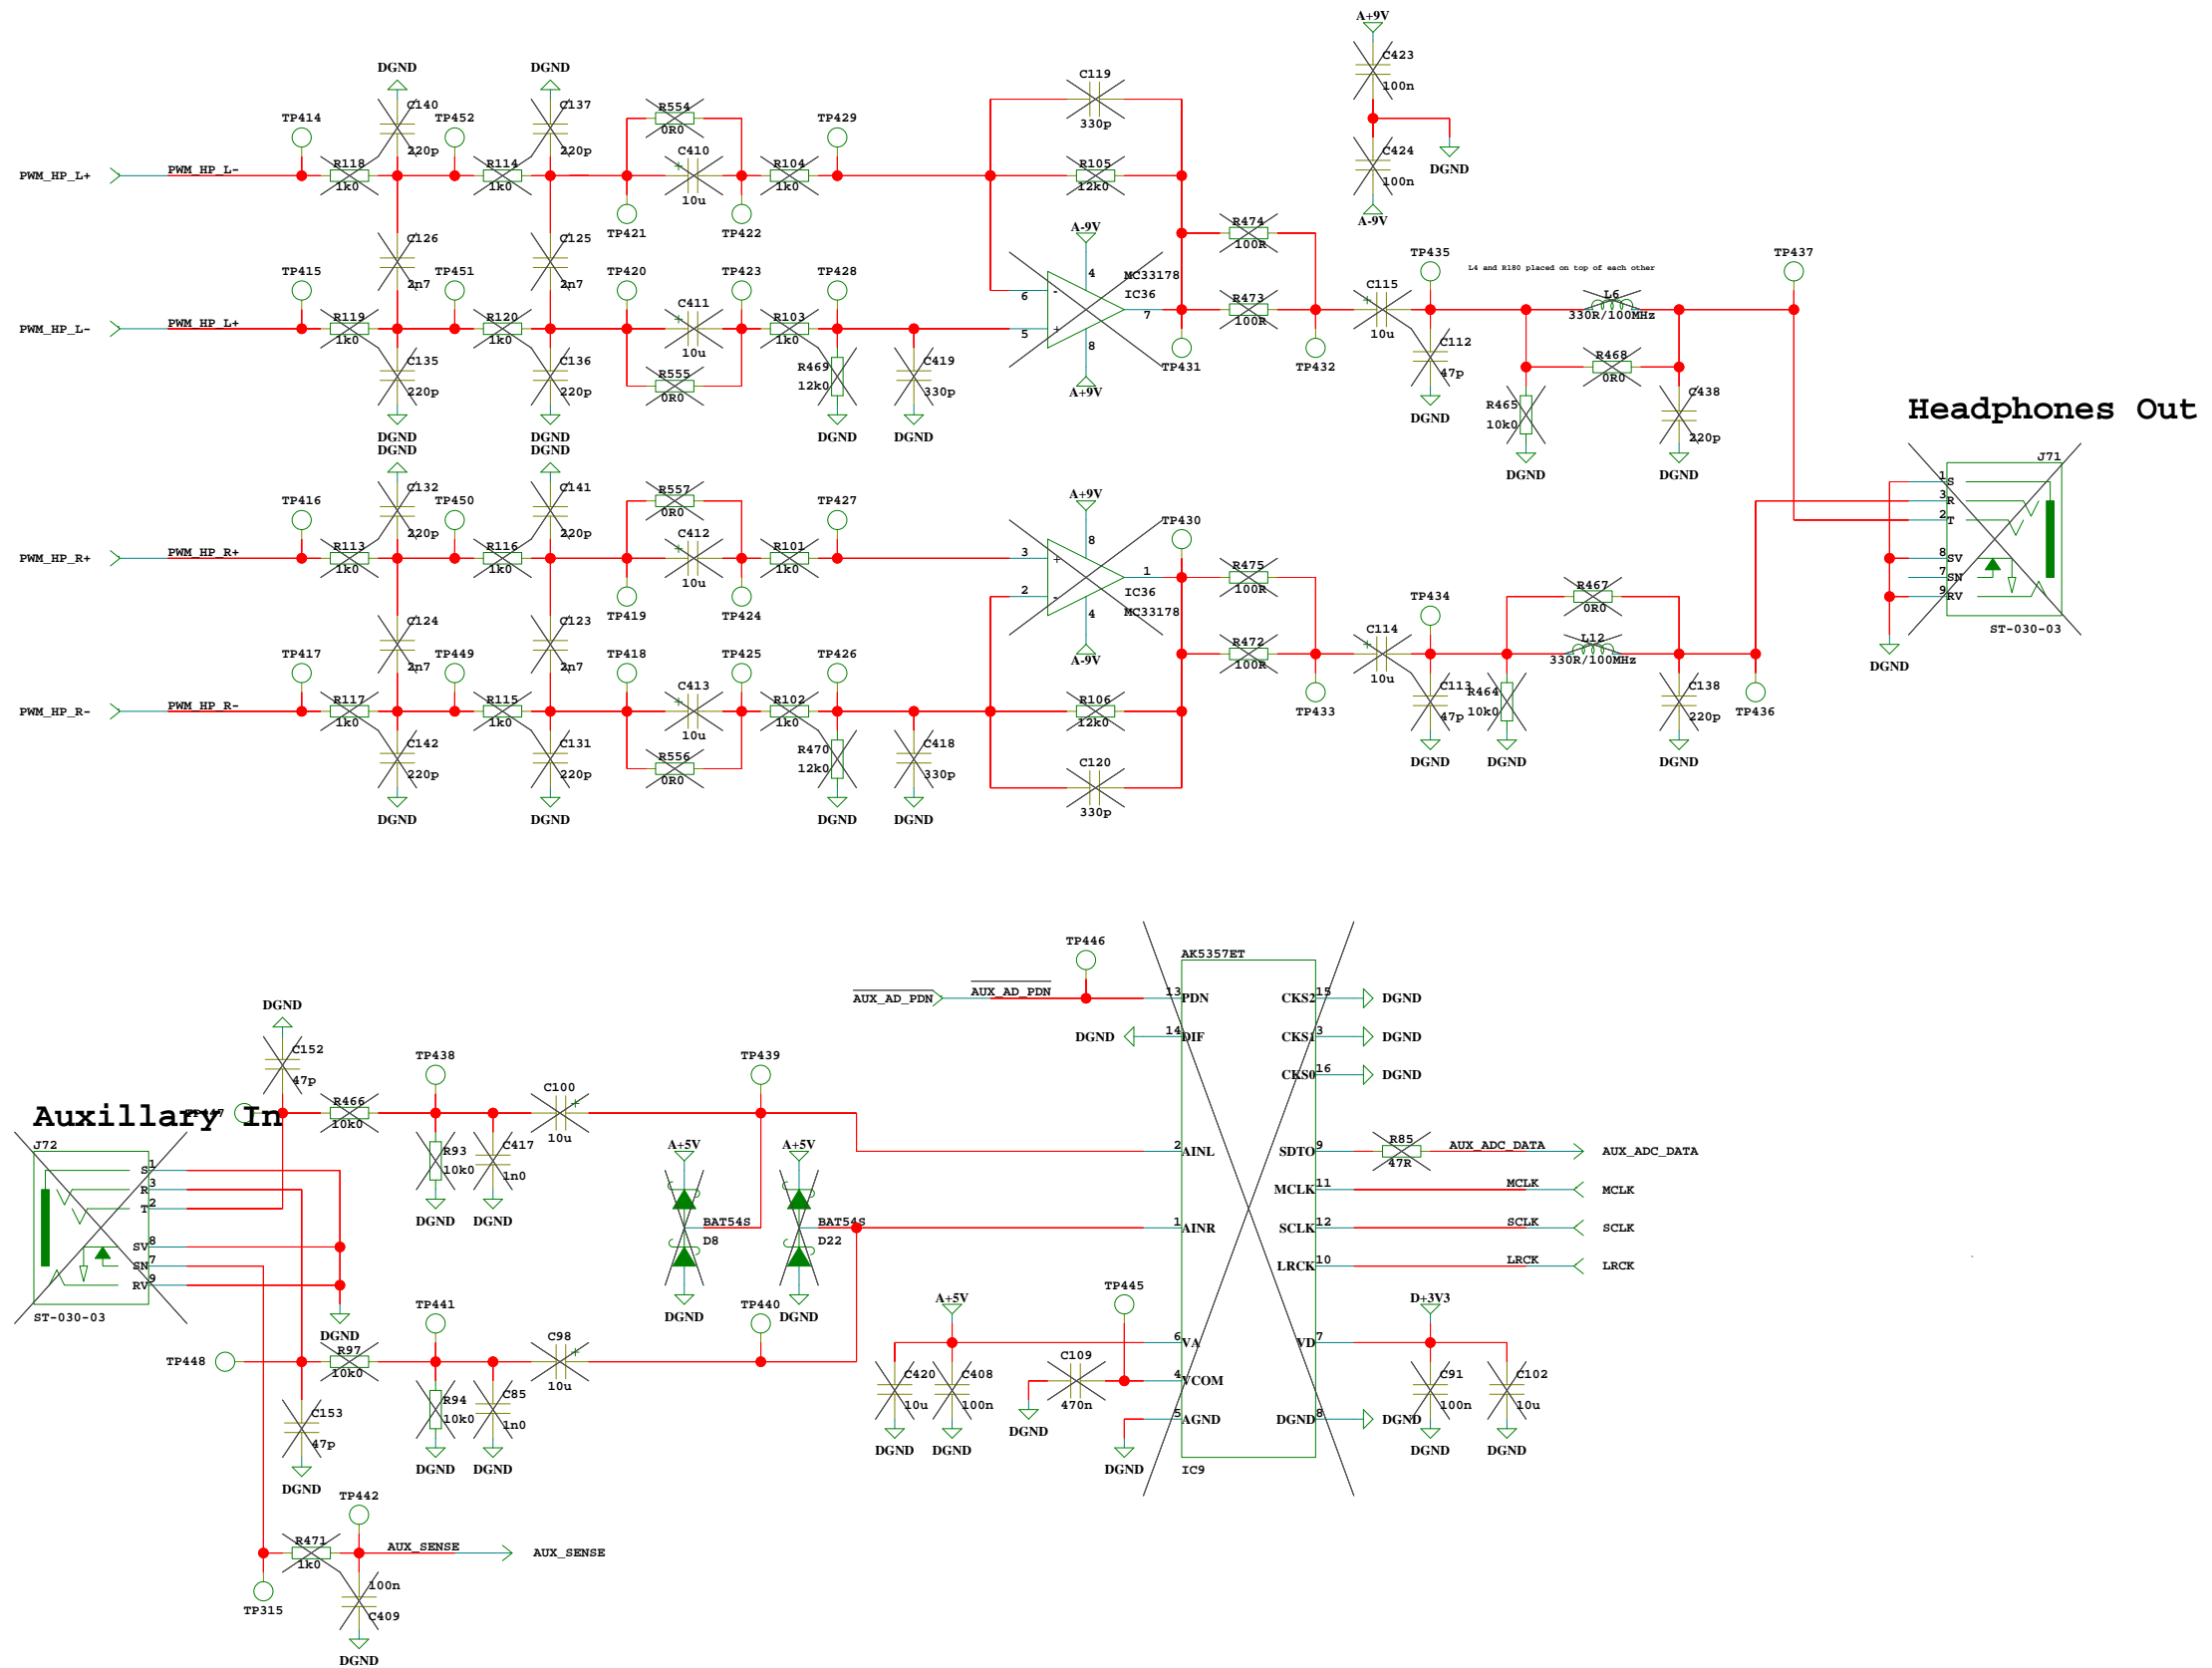 A+9V
C423
100n
C424
100n
DGND
A-9V
DGND
DGND
C140
220p
C137
220p
TP414
TP452
R554
0R0
C410
10u
TP429
C119
330p
PWM_HP_L+
PWM_HP_L-
R118
1k0
R114
1k0
R104
1k0
R105
12k0
TP421
TP422
C126
2n7
C125
2n7
TP415
TP451
TP420
TP423
TP428
A-9V
4
MC33178
IC36
6
-
5
+
7
8
A+9V
R474
100R
R473
100R
TP431
TP432
TP435
C115
10u
C112
47p
DGND
L4 and R180 placed on top of each other
L6
330R/100MHz
R468
0R0
TP437
R465
10k0
DGND
C438
220p
DGND
PWM_HP_L-
PWM_HP_L+
R119
1k0
R120
1k0
C411
10u
R103
1k0
C135
220p
C136
220p
R555
0R0
R469
12k0
C419
330p
DGND
DGND
DGND
DGND
Headphones Out
J71
1
S
3
R
2
T
8
SV
7
SN
9
RV
ST-030-03
DGND
DGND
DGND
C132
220p
C141
220p
TP416
TP450
R557
0R0
C412
10u
TP427
PWM_HP_R+
PWM_HP_R+
R113
1k0
R116
1k0
R101
1k0
TP419
TP424
A+9V
8
3
+
2
-
1
IC36
MC33178
4
A-9V
TP430
R475
100R
R472
100R
TP433
TP434
C114
10u
C113
47p
DGND
R464
10k0
DGND
R467
0R0
L12
330R/100MHz
C138
220p
DGND
TP436
C124
2n7
C123
2n7
TP417
TP449
TP418
TP425
TP426
PWM_HP_R-
PWM_HP_R-
R117
1k0
R115
1k0
C413
10u
R102
1k0
R106
12k0
C142
220p
C131
220p
R556
0R0
R470
12k0
C418
330p
C120
330p
DGND
DGND
DGND
DGND
AUX_AD_PDN
AUX_AD_PDN
TP446
AK5357ET
13
PDN
14
DIF
DGND
2
AINL
1
AINR
6
VA
4
VCOM
5
AGND
CKS2
15
DGND
CKS1
3
DGND
CKS0
16
DGND
SDTO
9
R85
47R
AUX_ADC_DATA
AUX_ADC_DATA
MCLK
11
MCLK
MCLK
SCLK
12
SCLK
SCLK
LRCK
10
LRCK
LRCK
VD
7
DGND
8
DGND
IC9
D+3V3
C91
100n
C102
10u
DGND
DGND
A+5V
C420
10u
C408
100n
DGND
DGND
C109
470n
TP445
DGND
DGND
DGND
C152
47p
Auxillary In
TP447
R466
10k0
TP438
R93
10k0
C417
1n0
C100
10u
TP439
DGND
DGND
A+5V
A+5V
BAT54S
D8
BAT54S
D22
DGND
DGND
J72
S
1
R
3
T
2
SV
8
SN
7
RV
9
ST-030-03
DGND
TP448
R97
10k0
TP441
R94
10k0
C85
1n0
C98
10u
TP440
C153
47p
DGND
DGND
DGND
TP442
R471
1k0
AUX_SENSE
AUX_SENSE
TP315
100n
C409
DGND